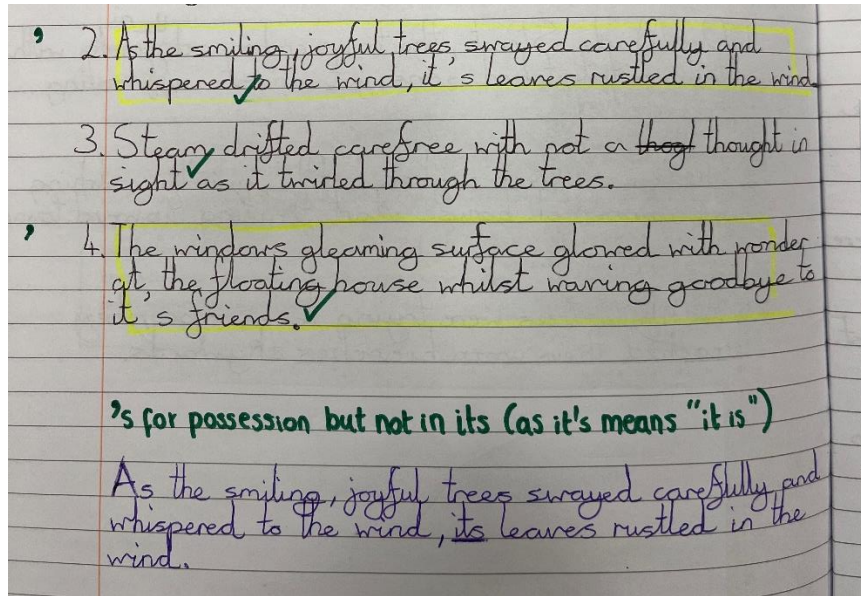 , 2. As the smiling, joyful trees swayed carefully and
whispered to the wind, it's leaves rustled in the wind.
3. Steam drifted carefree with not a thogt thought in
sight as it twirled through the trees.
, 4. The windows gleaming surface glowed with wonder
at the floating house whilst waving goodbye to
it's friends.
's for possession but not in its (as it's means "it is")
As the smiling, joyful trees swayed carefully and
whispered to the wind, its leaves rustled in the
wind.